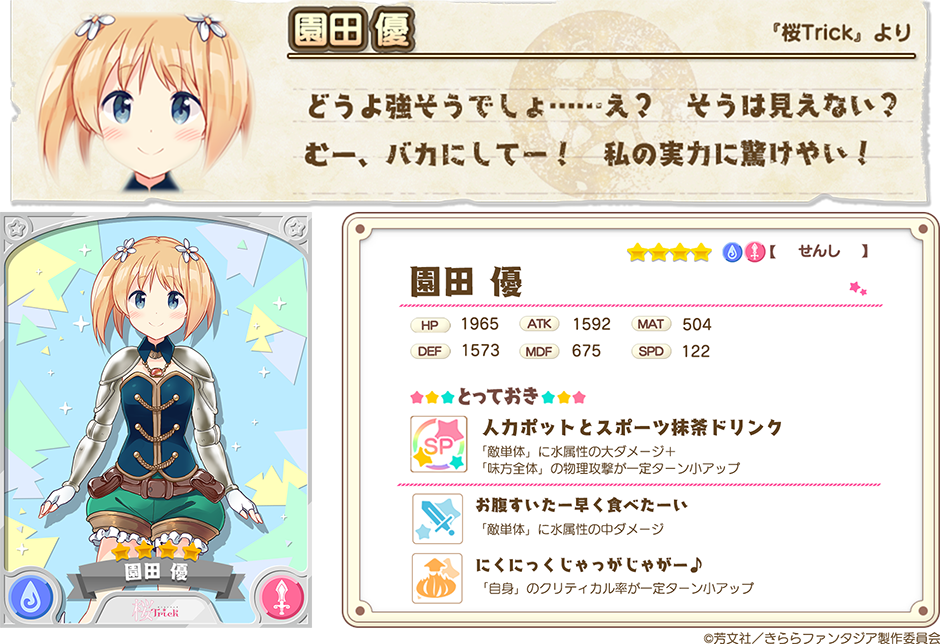 園田 優
『桜Trick』より
どうよ強そうでしょ……え？ そうは見えない？
むー、バカにしてー！ 私の実力に驚けやい！
園田 優
桜Trick
【 せんし 】
園田 優
HP 1965 ATK 1592 MAT 504
DEF 1573 MDF 675 SPD 122
とっておき
SP
人力ポットとスポーツ抹茶ドリンク
「敵単体」に水属性の大ダメージ＋
「味方全体」の物理攻撃が一定ターン小アップ
お腹すいたー早く食べたーい
「敵単体」に水属性の中ダメージ
にくにっくじゃっがじゃがー♪
「自身」のクリティカル率が一定ターン小アップ
©芳文社／きららファンタジア製作委員会